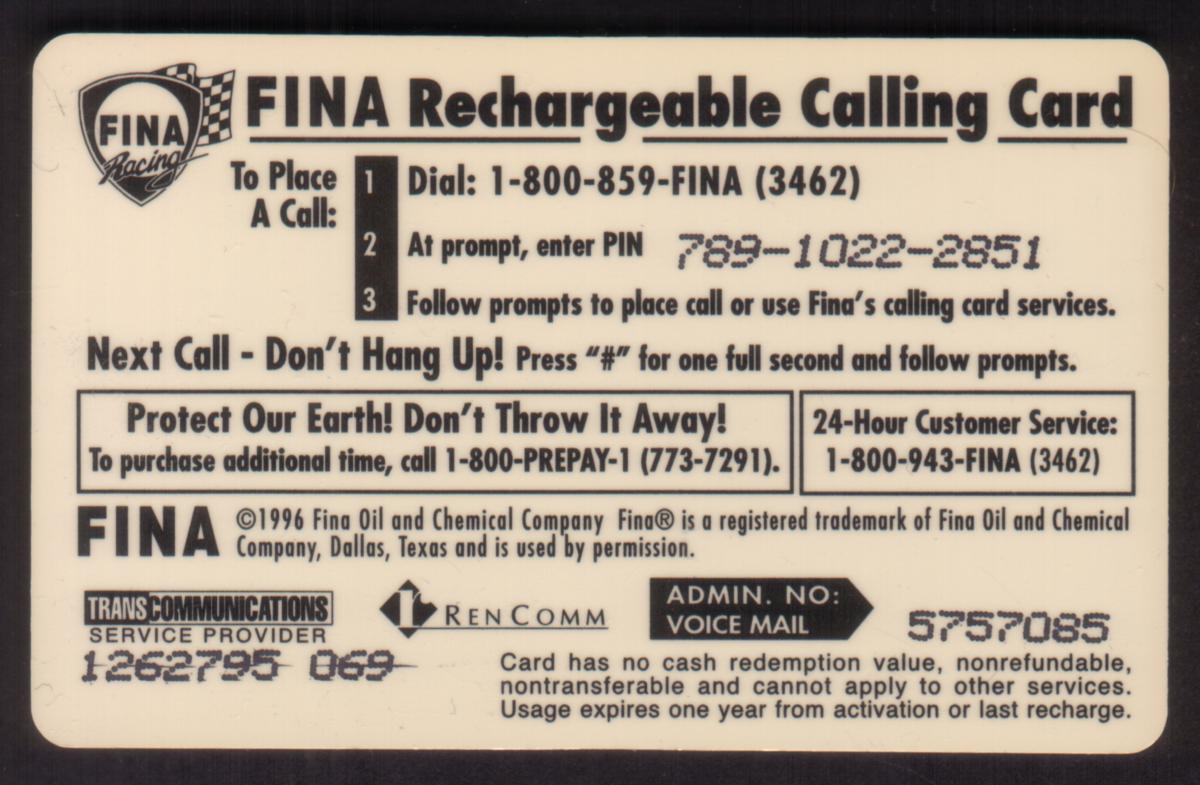 FINA Racing
FINA Rechargeable Calling Card
To Place
A Call:
1 Dial: 1-800-859-FINA (3462)
2 At prompt, enter PIN 789-1022-2851
3 Follow prompts to place call or use Fina's calling card services.
Next Call - Don't Hang Up! Press "#" for one full second and follow prompts.
Protect Our Earth! Don't Throw It Away!
To purchase additional time, call 1-800-PREPAY-1 (773-7291).
24-Hour Customer Service:
1-800-943-FINA (3462)
FINA
©1996 Fina Oil and Chemical Company Fina® is a registered trademark of Fina Oil and Chemical
Company, Dallas, Texas and is used by permission.
TRANSCOMMUNICATIONS
SERVICE PROVIDER
1262795 069
RENCOMM
ADMIN. NO:
VOICE MAIL
5757085
Card has no cash redemption value, nonrefundable,
nontransferable and cannot apply to other services.
Usage expires one year from activation or last recharge.